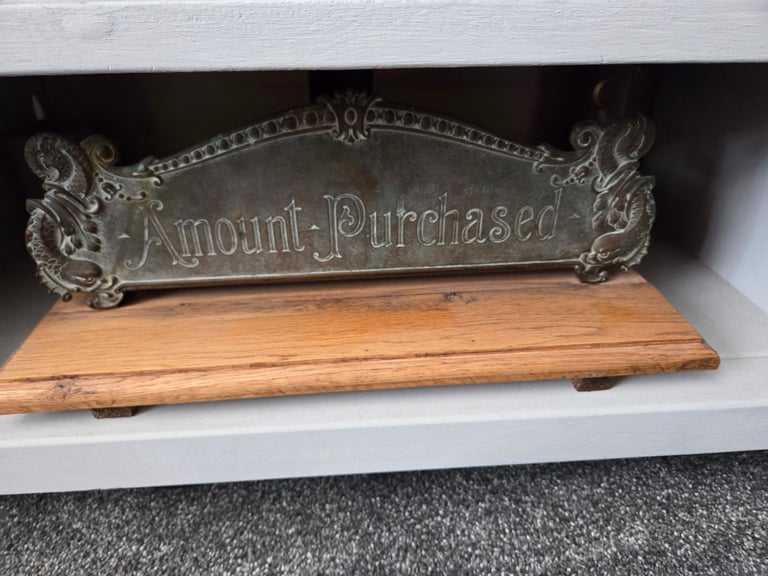 - Amount - Purchased -